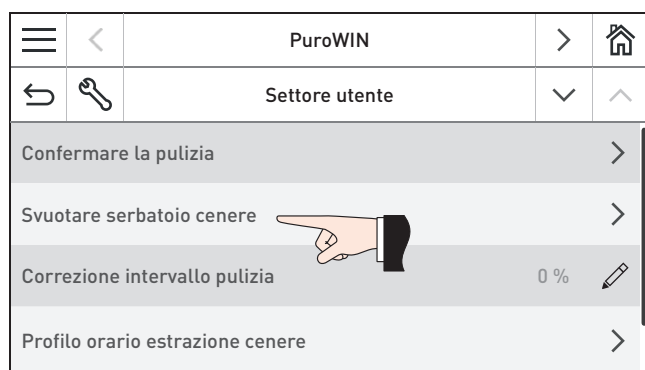 PuroWIN
Settore utente
Confermare la pulizia
Svuotare serbatoio cenere
Correzione intervallo pulizia 0 %
Profilo orario estrazione cenere